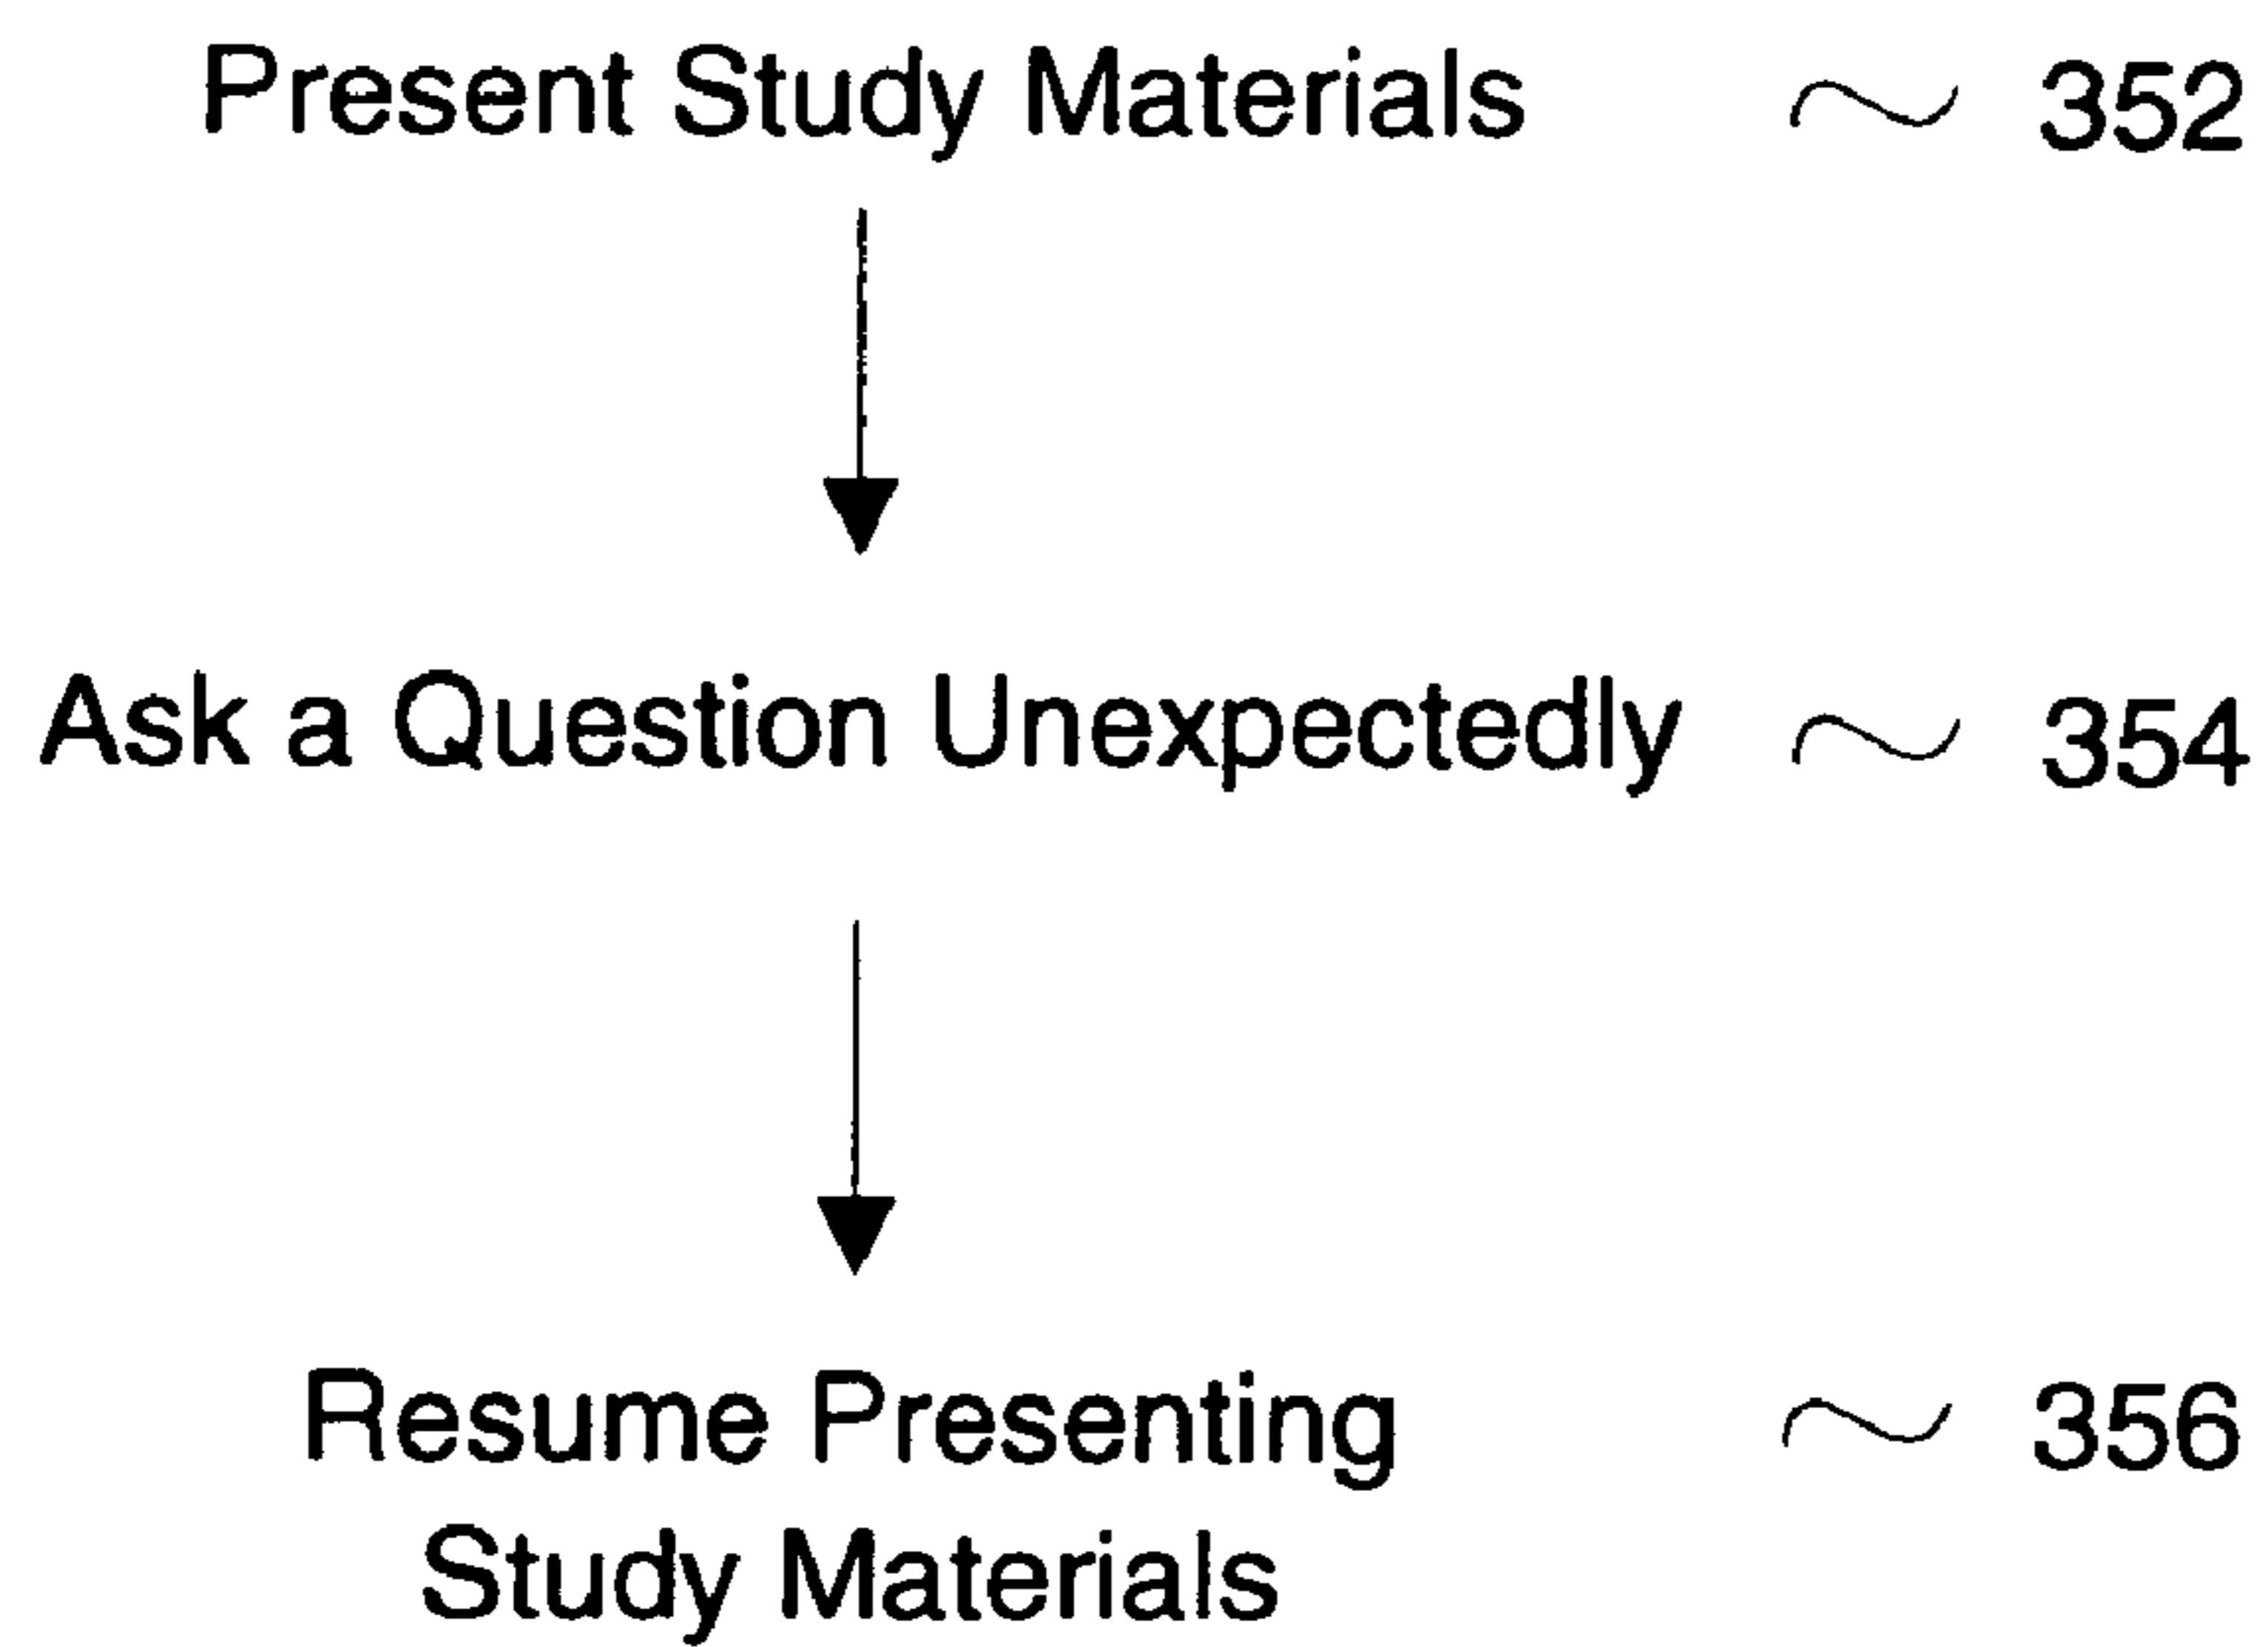 Present Study Materials 352
Ask a Question Unexpectedly 354
Resume Presenting 356
Study Materials